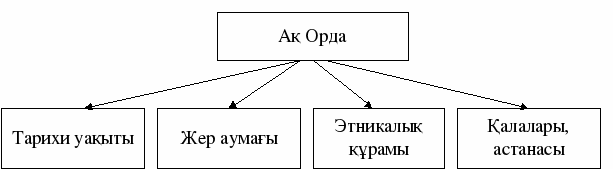 Ақ Орда
Тарихи уақыты
Жер аумағы
Этникалық
құрамы
Қалалары,
астанасы